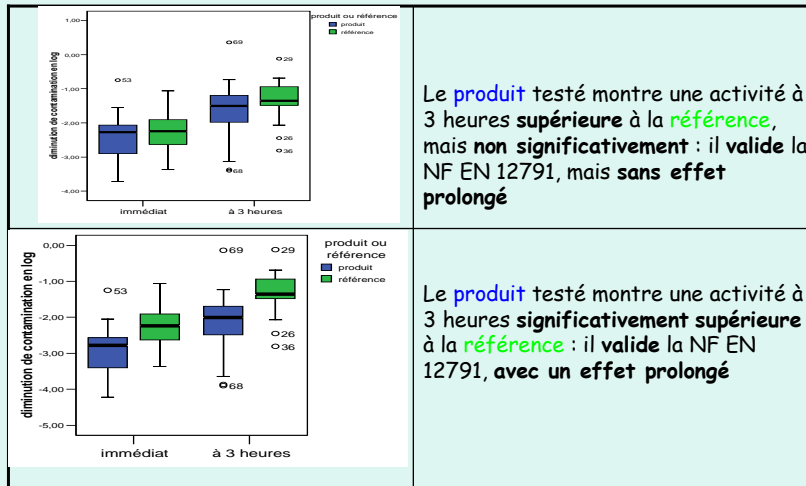 produit ou référence
produit
référence
1,00
0,00
-1,00
-2,00
-3,00
-4,00
diminution de contamination en log
69
29
53
26
36
68
immédiat
à 3 heures
Le produit testé montre une activité à
3 heures supérieure à la référence,
mais non significativement : il valide la
NF EN 12791, mais sans effet
prolongé
produit ou
référence
produit
référence
0,00
-1,00
-2,00
-3,00
-4,00
-5,00
diminution de contamination en log
69
29
53
26
36
68
immédiat
à 3 heures
Le produit testé montre une activité à
3 heures significativement supérieure
à la référence : il valide la NF EN
12791, avec un effet prolongé